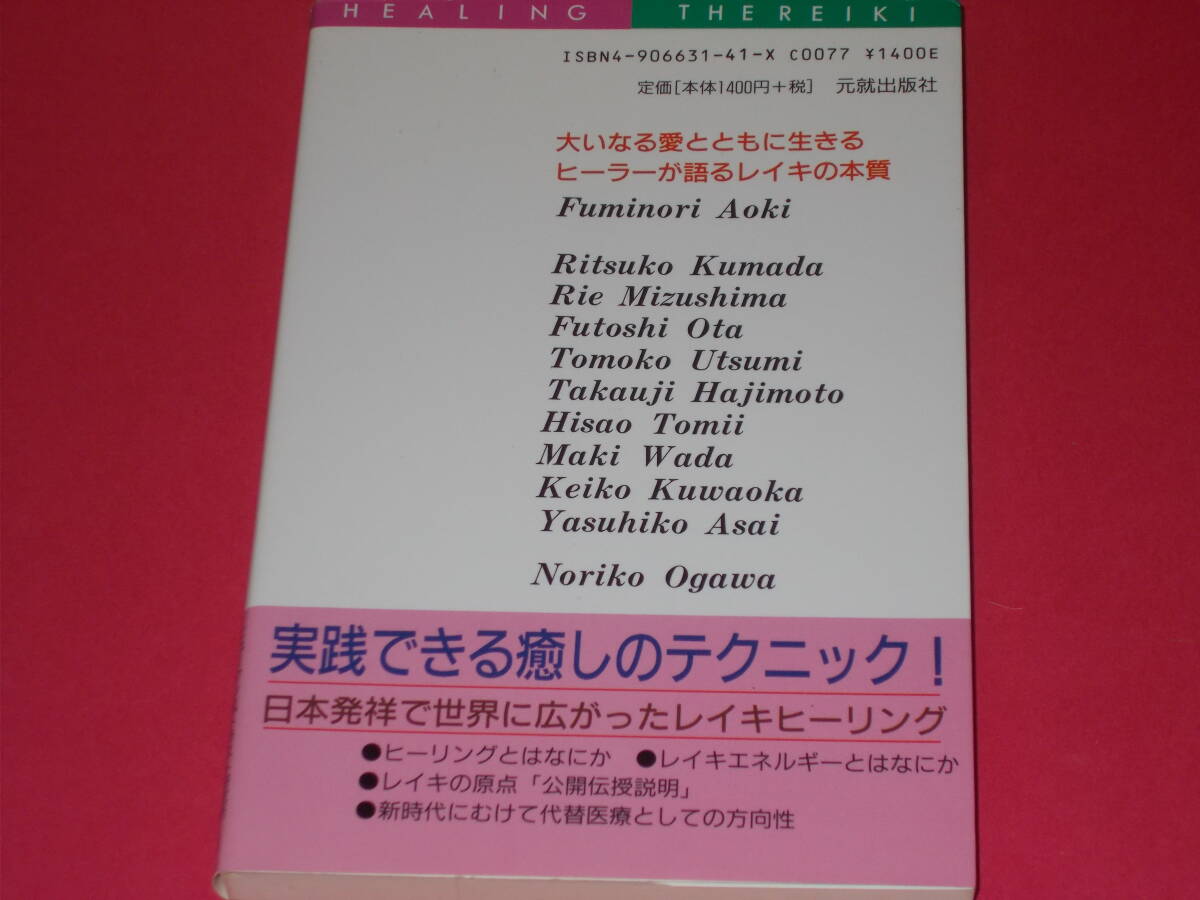 HEALING THEREIKI
ISBN4-906631-41-X C0077 ¥1400E
定価[本体1400円+税] 元就出版社
大いなる愛とともに生きる
ヒーラーが語るレイキの本質
Fuminori Aoki
Ritsuko Kumada
Rie Mizushima
Futoshi Ota
Tomoko Utsumi
Takauji Hajimoto
Hisao Tomii
Maki Wada
Keiko Kuwaoka
Yasuhiko Asai
Noriko Ogawa
実践できる癒しのテクニック!
日本発祥で世界に広がったレイキヒーリング
●ヒーリングとはなにか ●レイキエネルギーとはなにか
●レイキの原点「公開伝授説明」
●新時代にむけて代替医療としての方向性